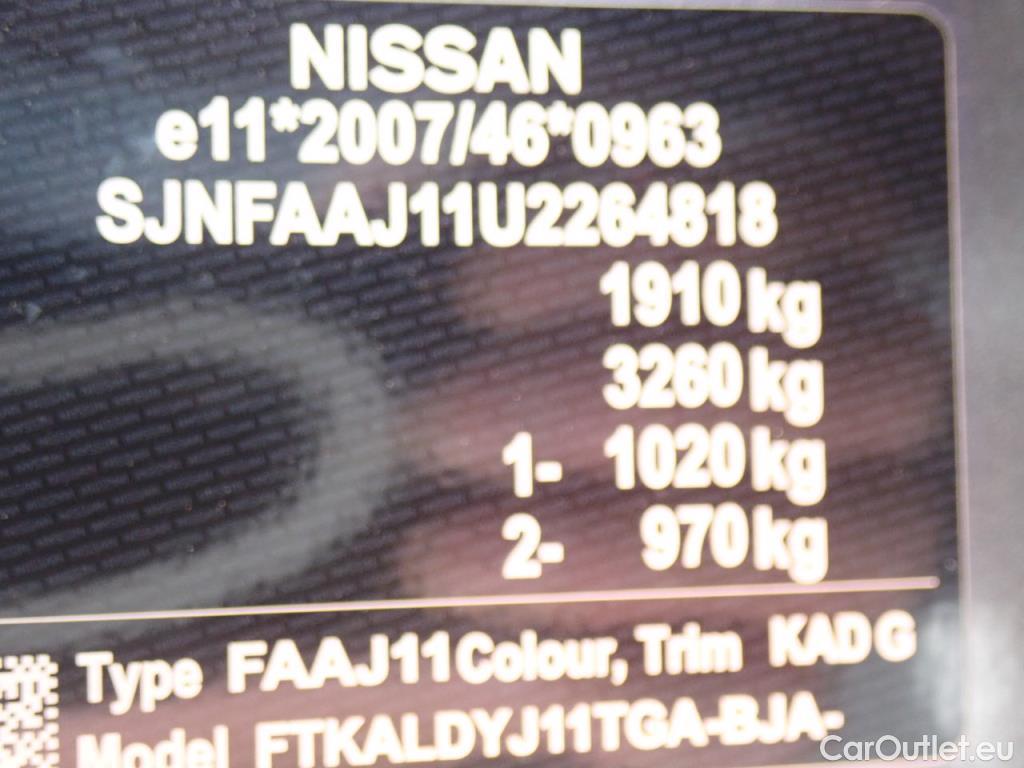 NISSAN
e11*2007/46*0963
SJNFAAJ11U2264818
1910 kg
3260 kg
1- 1020 kg
2- 970 kg
Type FAAJ11 Colour, Trim KAD G
Model FTKALDYJ11TGA-BJA-
CarOutlet.eu